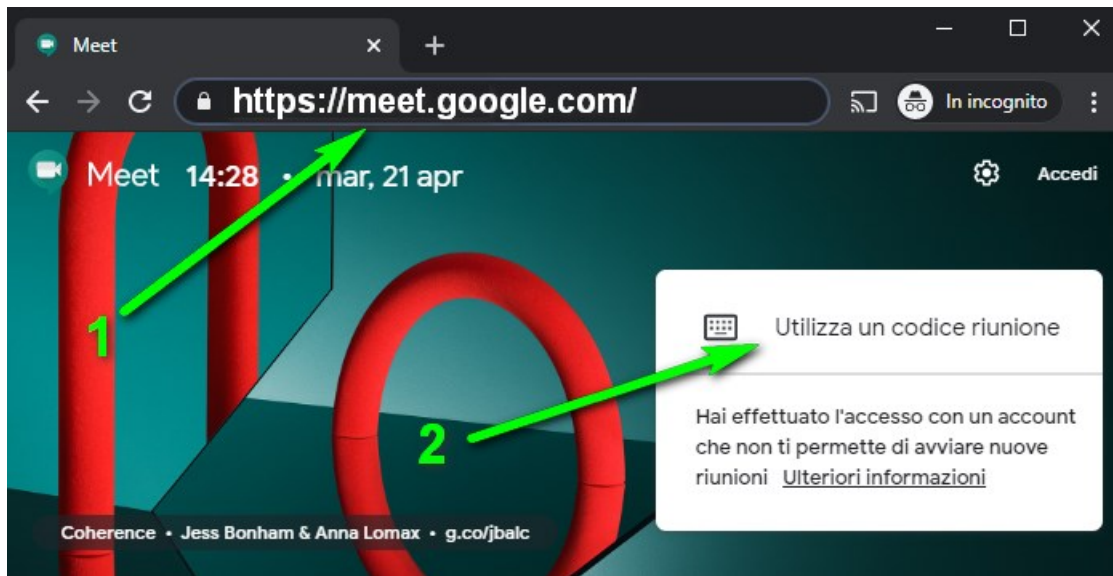 Meet
https://meet.google.com/
In incognito
Meet 14:28 • mar, 21 apr
Accedi
1
Utilizza un codice riunione
2
Hai effettuato l'accesso con un account
che non ti permette di avviare nuove
riunioni Ulteriori informazioni
Coherence • Jess Bonham & Anna Lomax • g.co/jbalc